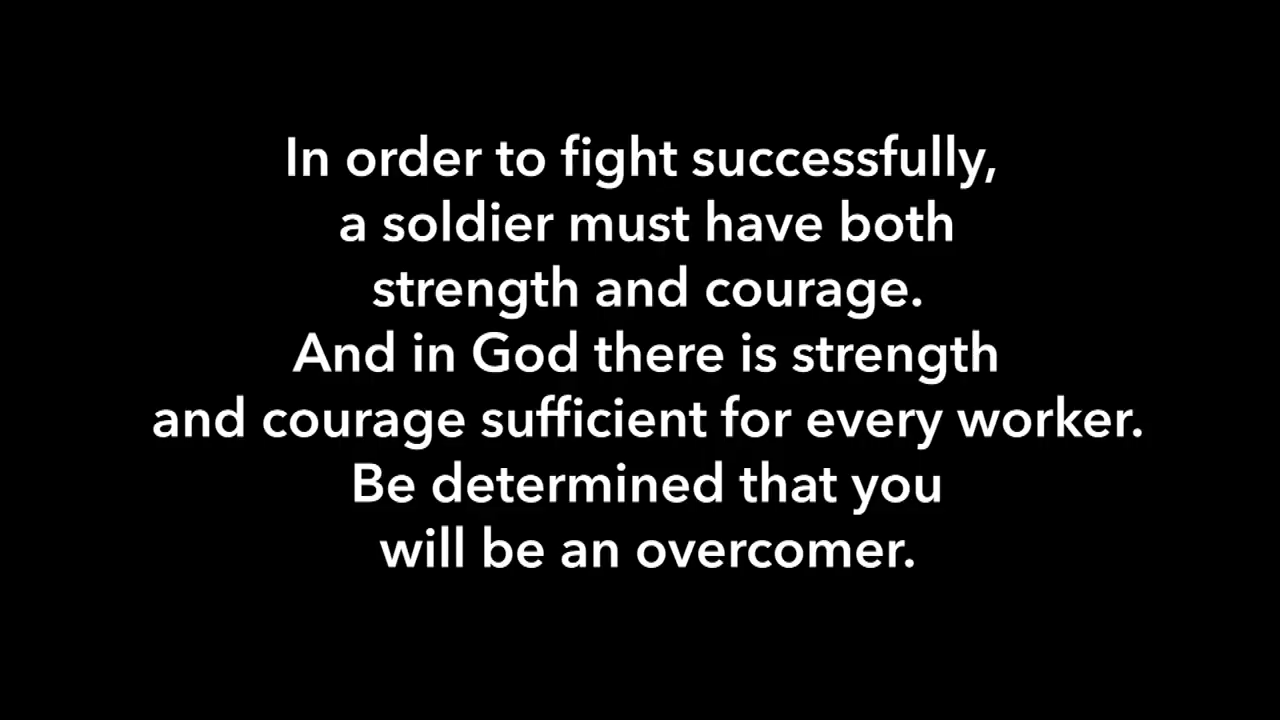 In order to fight successfully,
a soldier must have both
strength and courage.
And in God there is strength
and courage sufficient for every worker.
Be determined that you
will be an overcomer.